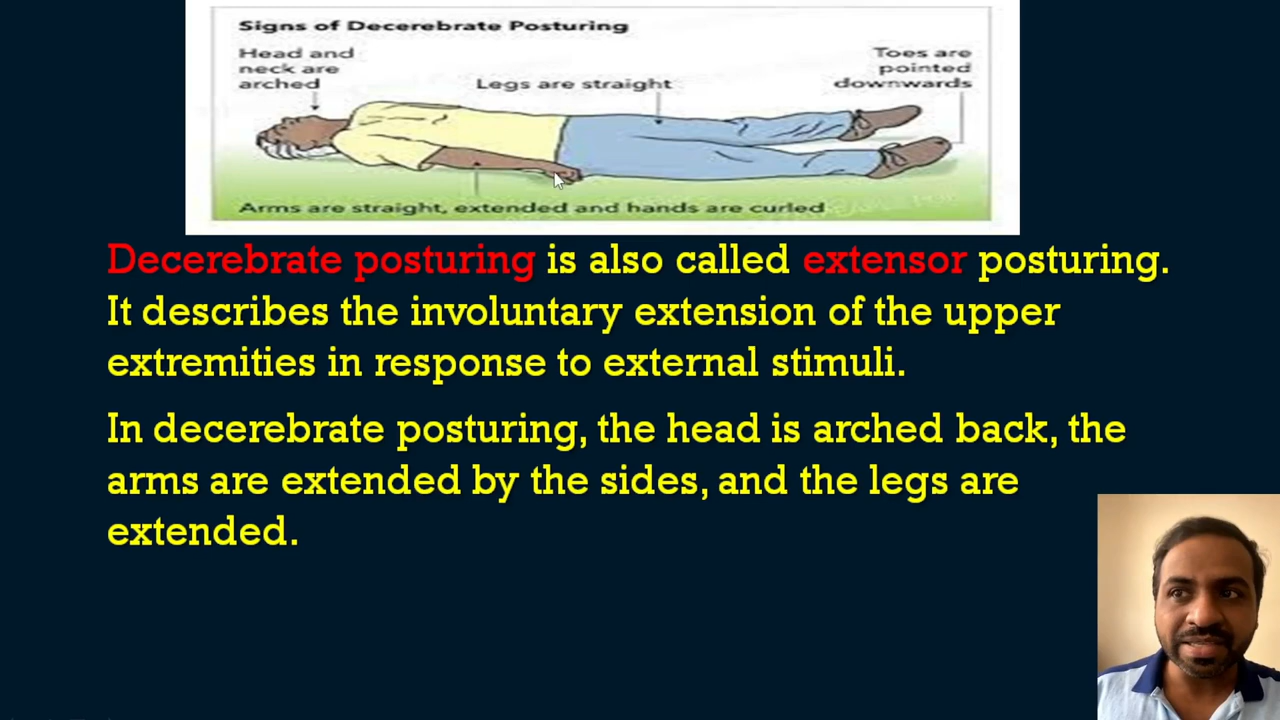 Signs of Decerebrate Posturing
Head and
neck are
arched
Legs are straight
Toes are
pointed
downwards
Arms are straight, extended and hands are curled
Decerebrate posturing is also called extensor posturing.
It describes the involuntary extension of the upper
extremities in response to external stimuli.
In decerebrate posturing, the head is arched back, the
arms are extended by the sides, and the legs are
extended.